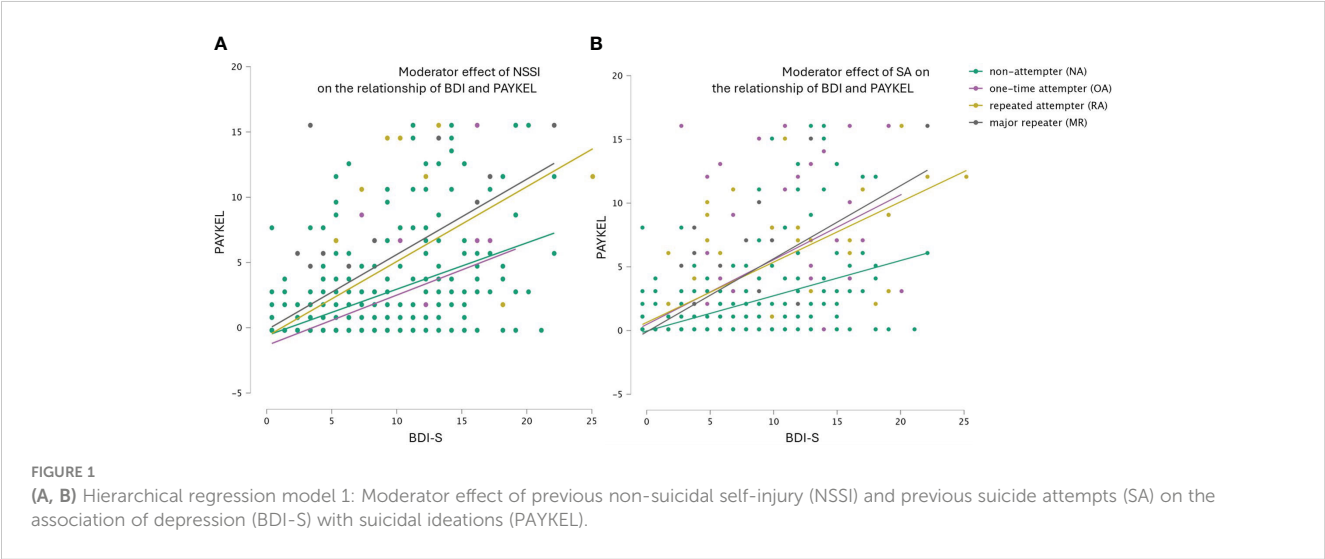 A
B
Moderator effect of NSSI
on the relationship of BDI and PAYKEL
Moderator effect of SA on
the relationship of BDI and PAYKEL
non-attempter (NA)
one-time attempter (OA)
repeated attempter (RA)
major repeater (MR)
20
15
10
5
0
−5
PAYKEL
0 5 10 15 20 25
BDI-S
20
15
10
5
0
−5
PAYKEL
0 5 10 15 20 25
BDI-S
FIGURE 1
(A, B) Hierarchical regression model 1: Moderator effect of previous non-suicidal self-injury (NSSI) and previous suicide attempts (SA) on the
association of depression (BDI-S) with suicidal ideations (PAYKEL).